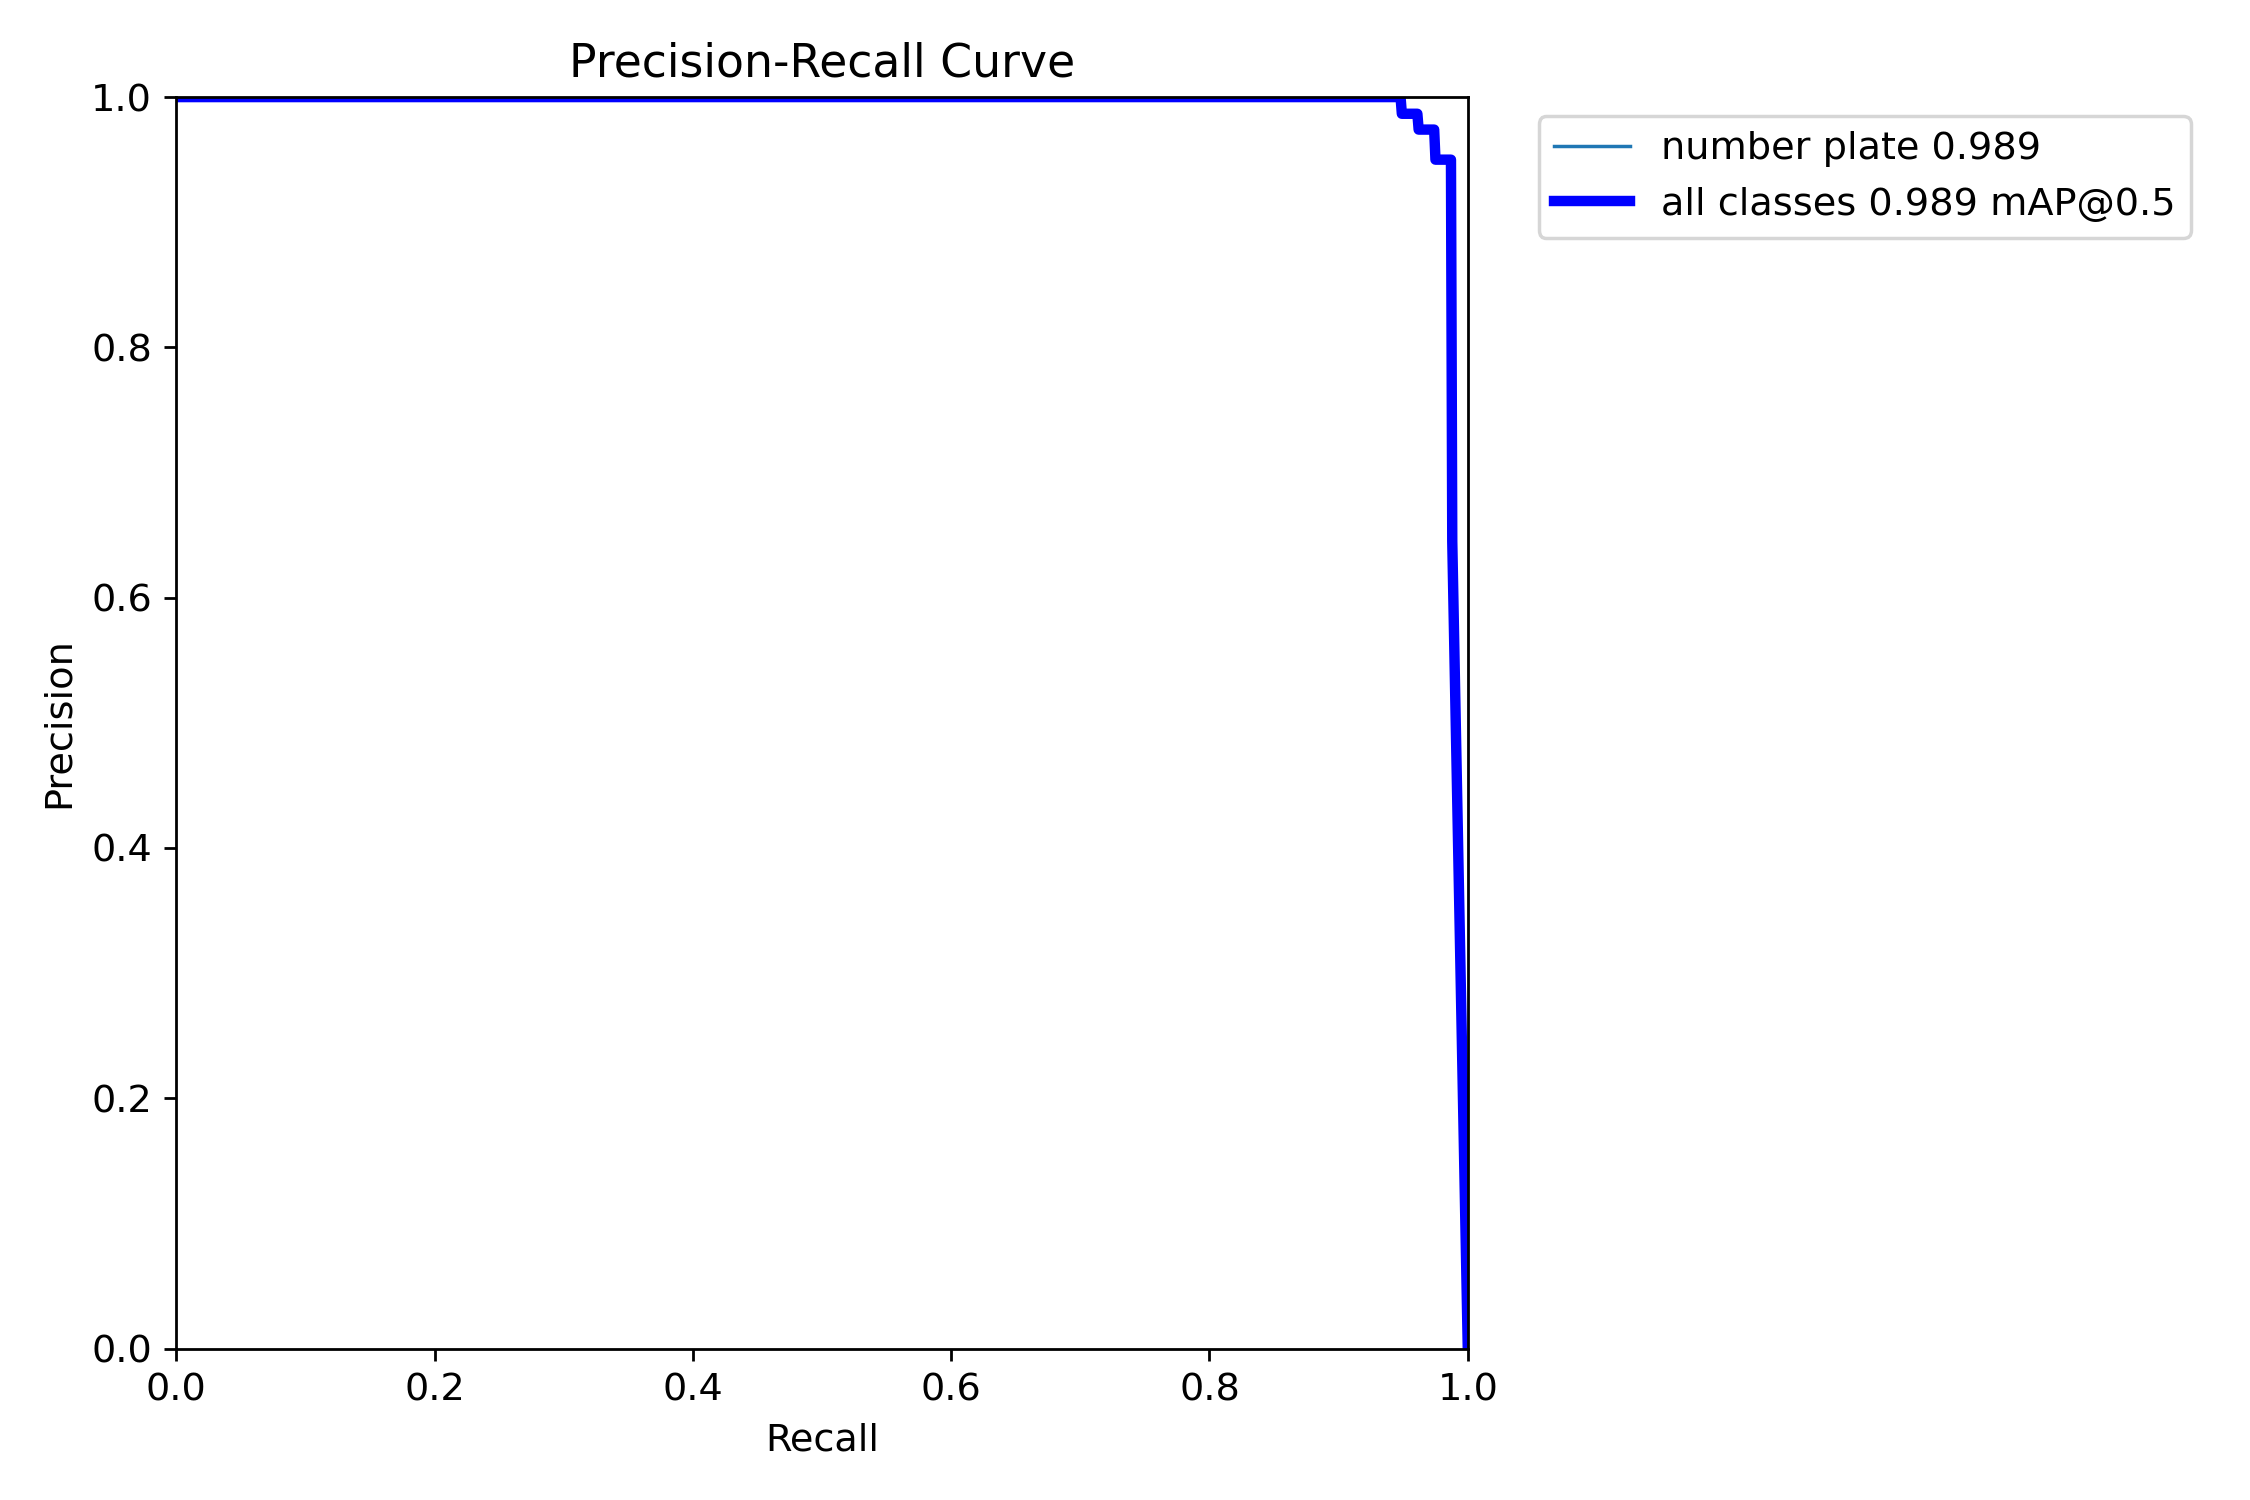 Precision-Recall Curve
1.0
0.8
0.6
0.4
0.2
0.0
Precision
0.0 0.2 0.4 0.6 0.8 1.0
Recall
number plate 0.989
all classes 0.989 mAP@0.5